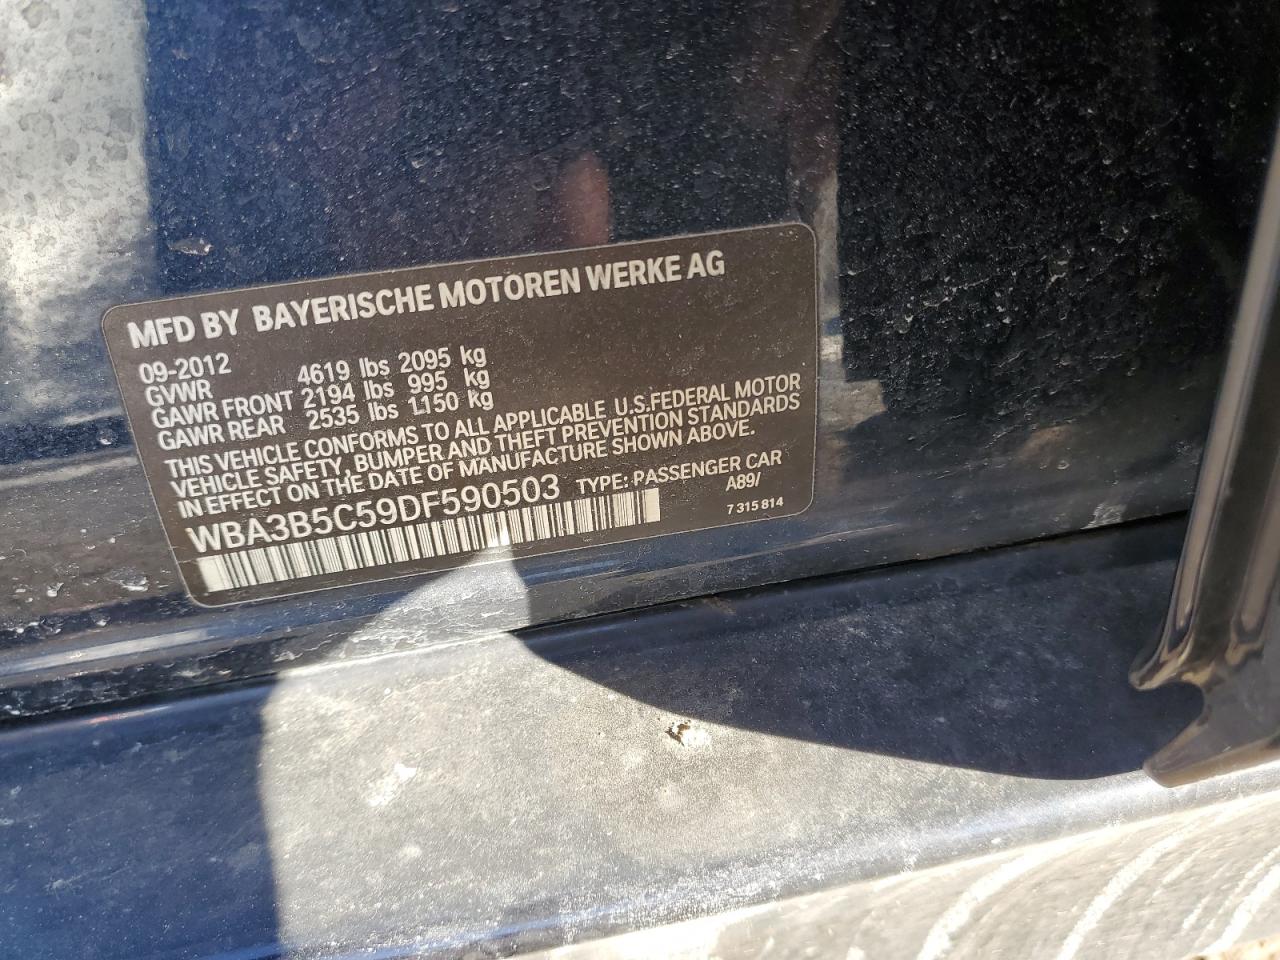 MFD BY BAYERISCHE MOTOREN WERKE AG
09-2012
GVWR 4619 lbs 2095 kg
GAWR FRONT 2194 lbs 995 kg
GAWR REAR 2535 lbs 1150 kg
THIS VEHICLE CONFORMS TO ALL APPLICABLE U.S.FEDERAL MOTOR
VEHICLE SAFETY, BUMPER AND THEFT PREVENTION STANDARDS
IN EFFECT ON THE DATE OF MANUFACTURE SHOWN ABOVE.
WBA3B5C59DF590503 TYPE: PASSENGER CAR
A89/
7 315 814